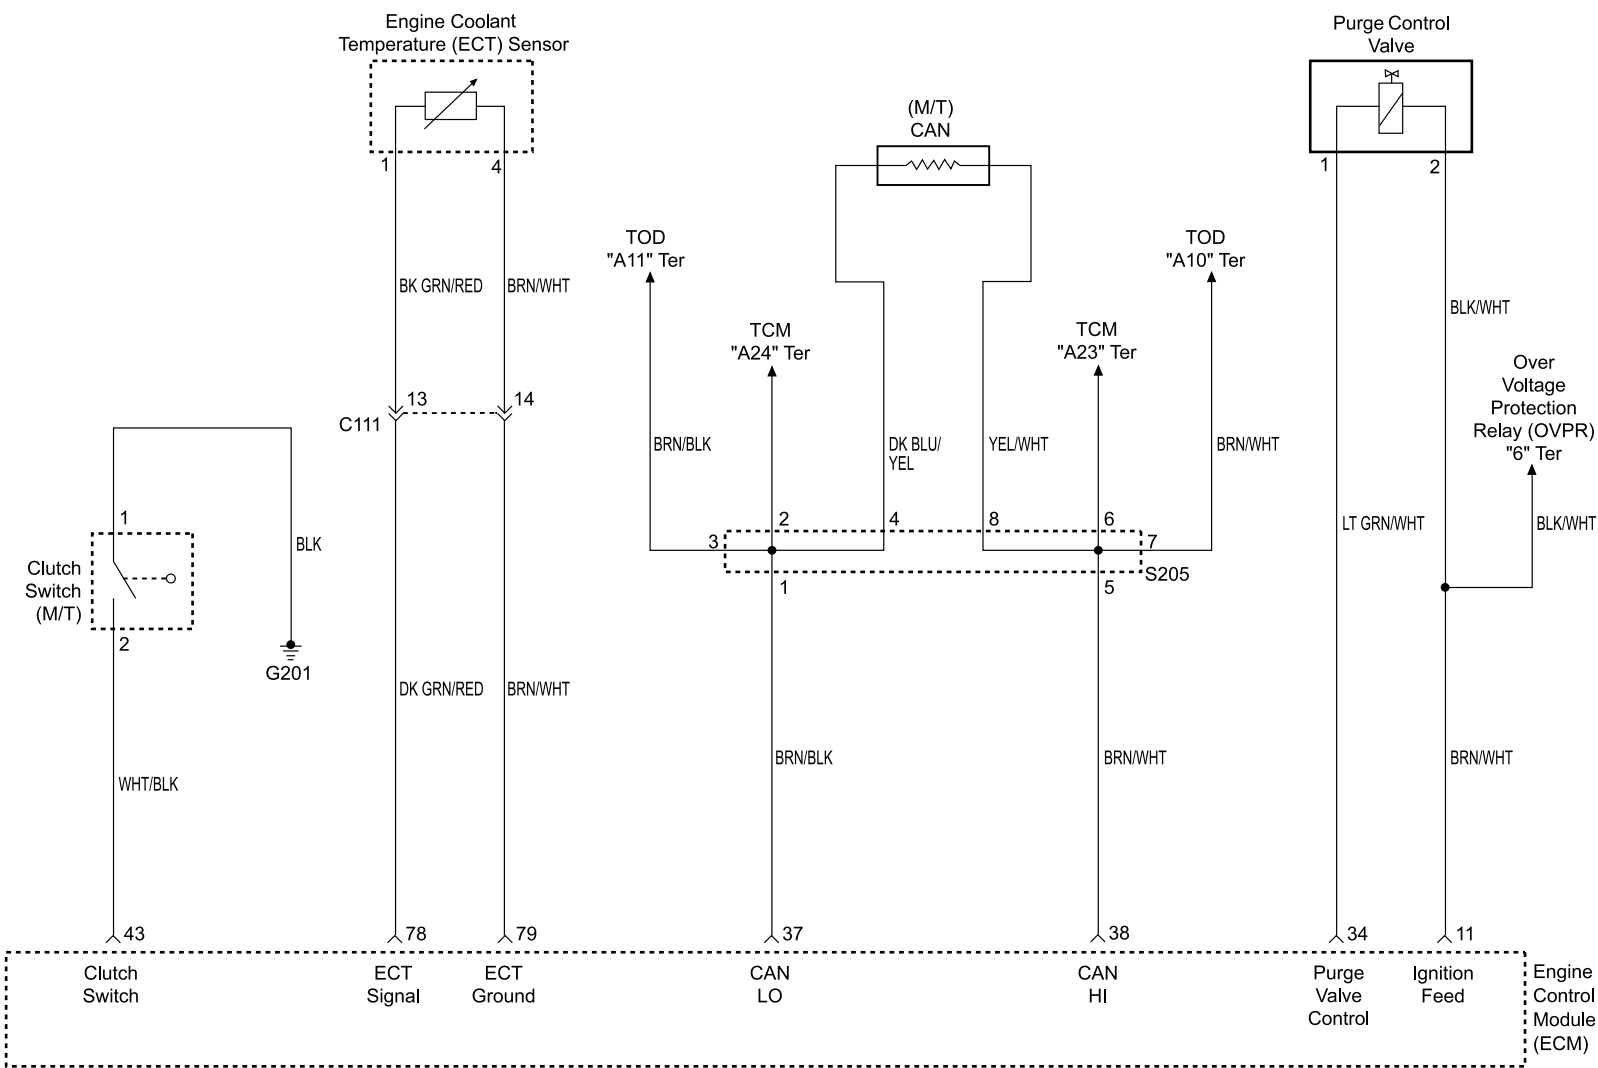 Engine Coolant
Temperature (ECT) Sensor
1
4
BK GRN/RED
BRN/WHT
13
14
C111
DK GRN/RED
BRN/WHT
Clutch
Switch
(M/T)
1
2
BLK
G201
WHT/BLK
(M/T)
CAN
TOD
"A11" Ter
TCM
"A24" Ter
TCM
"A23" Ter
TOD
"A10" Ter
BRN/BLK
DK BLU/
YEL
YEL/WHT
BRN/WHT
3
2
4
8
6
7
1
5
S205
BRN/BLK
BRN/WHT
Purge Control
Valve
1
2
BLK/WHT
Over
Voltage
Protection
Relay (OVPR)
"6" Ter
LT GRN/WHT
BLK/WHT
BRN/WHT
43
78
79
37
38
34
11
Clutch
Switch
ECT
Signal
ECT
Ground
CAN
LO
CAN
HI
Purge
Valve
Control
Ignition
Feed
Engine
Control
Module
(ECM)